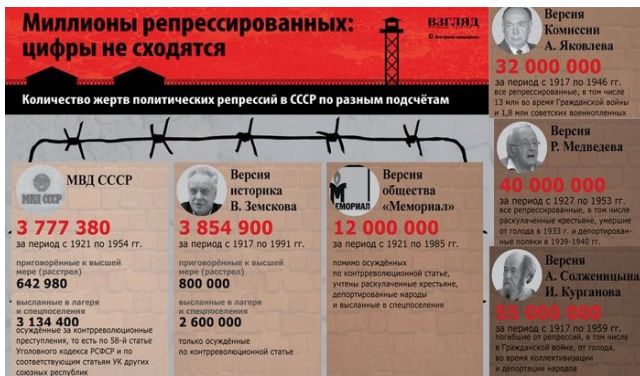 Миллионы репрессированных:
цифры не сходятся
ВЗГЛЯД
Количество жертв политических репрессий в СССР по разным подсчётам
МВД СССР
МВД СССР
3 777 380
за период с 1921 по 1954 гг.
приговорённые к высшей
мере (расстрел)
642 980
высланные в лагеря
и спецпоселения
3 134 400
осуждённые за контрреволюционные
преступления, то есть по 58-й статье
Уголовного кодекса РСФСР и по
соответствующим статьям УК других
союзных республик
Версия
историка
В. Земскова
3 854 900
за период с 1917 по 1991 гг.
приговорённые к высшей
мере (расстрел)
800 000
высланные в лагеря
и спецпоселения
2 600 000
только осуждённые
по контрреволюционной статье
МЕМОРИАЛ
Версия
общества
«Мемориал»
12 000 000
за период с 1921 по 1985 гг.
помимо осуждённых
по контрреволюционной статье,
учтены раскулаченные крестьяне,
депортированные народы
и высланные в спецпоселения
Версия
Комиссии
А. Яковлева
32 000 000
за период с 1917 по 1946 гг.
все репрессированные, в том числе
13 млн во время Гражданской войны
и 1,8 млн советских военнопленных
Версия
Р. Медведева
40 000 000
за период с 1927 по 1953 гг.
все репрессированные, в том числе
раскулаченные крестьяне, умершие
от голода в 1933 г. и депортирован-
ные поляки в 1939-1940 гг.
Версия
А. Солженицына
И. Курганова
55 000 000
за период с 1917 по 1959 гг.
погибшие от репрессий, в том числе
в Гражданской войне, от голода,
во время коллективизации
и депортации народов